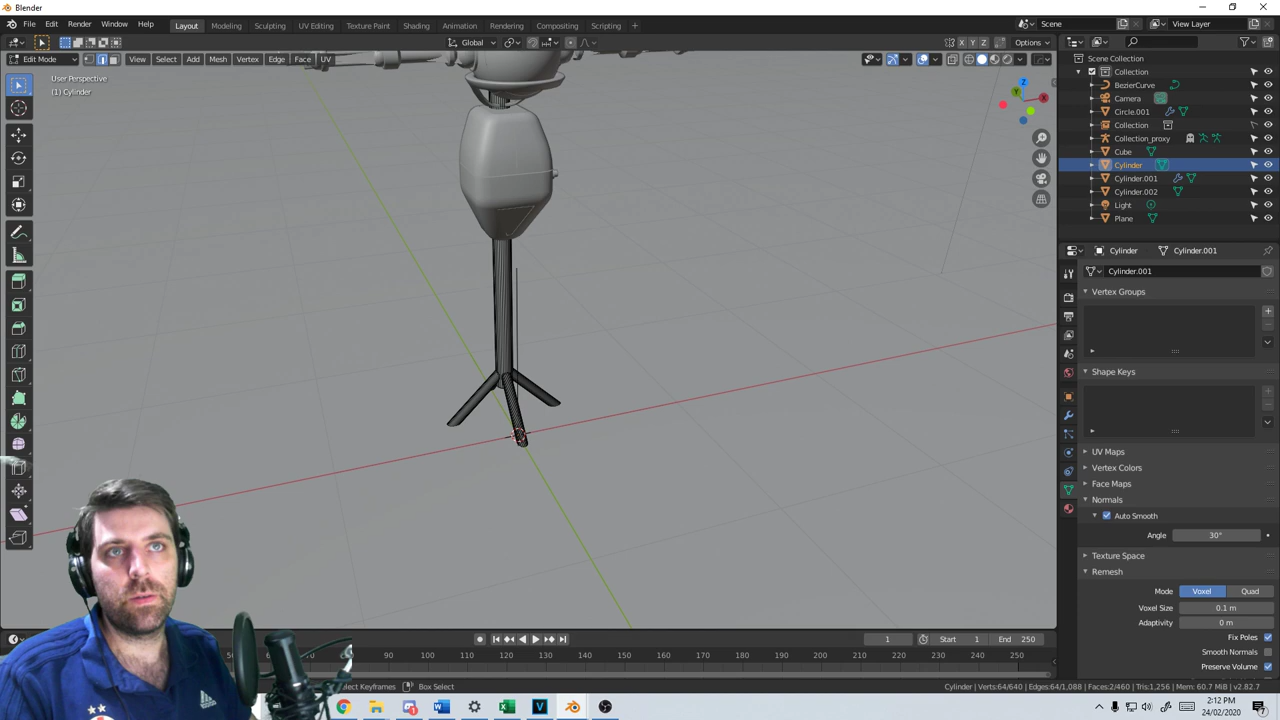 Blender
File Edit Render Window Help
Layout Modeling Sculpting UV Editing Texture Paint Shading Animation Rendering Compositing Scripting +
Scene
View Layer
Global
X Y Z Options
Edit Mode View Select Add Mesh Vertex Edge Face UV
User Perspective
(1) Cylinder
Z
Y
X
Scene Collection
Collection
BezierCurve
Camera
Circle.001
Collection
Collection_proxy
Cube
Cylinder
Cylinder.001
Cylinder.002
Light
Plane
Cylinder Cylinder.001
Cylinder.001
Vertex Groups
Shape Keys
UV Maps
Vertex Colors
Face Maps
Normals
Auto Smooth
Angle 30°
Texture Space
Remesh
Mode Voxel Quad
Voxel Size 0.1 m
Adaptivity 0 m
Fix Poles
Smooth Normals
Preserve Volume
1 Start 1 End 250
80 90 100 110 120 130 140 150 160 170 180 190 200 210 220 230 240 250
Select Keyframes Box Select
Cylinder | Verts:64/640 | Edges:64/1,088 | Faces:2/460 | Tris:1,256 | Mem: 60.7 MiB | v2.82.7
2:12 PM
24/02/2020